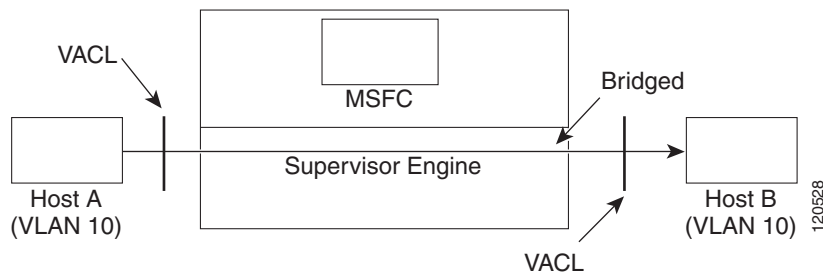 VACL
MSFC
Bridged
Supervisor Engine
Host A
(VLAN 10)
Host B
(VLAN 10)
VACL
120528